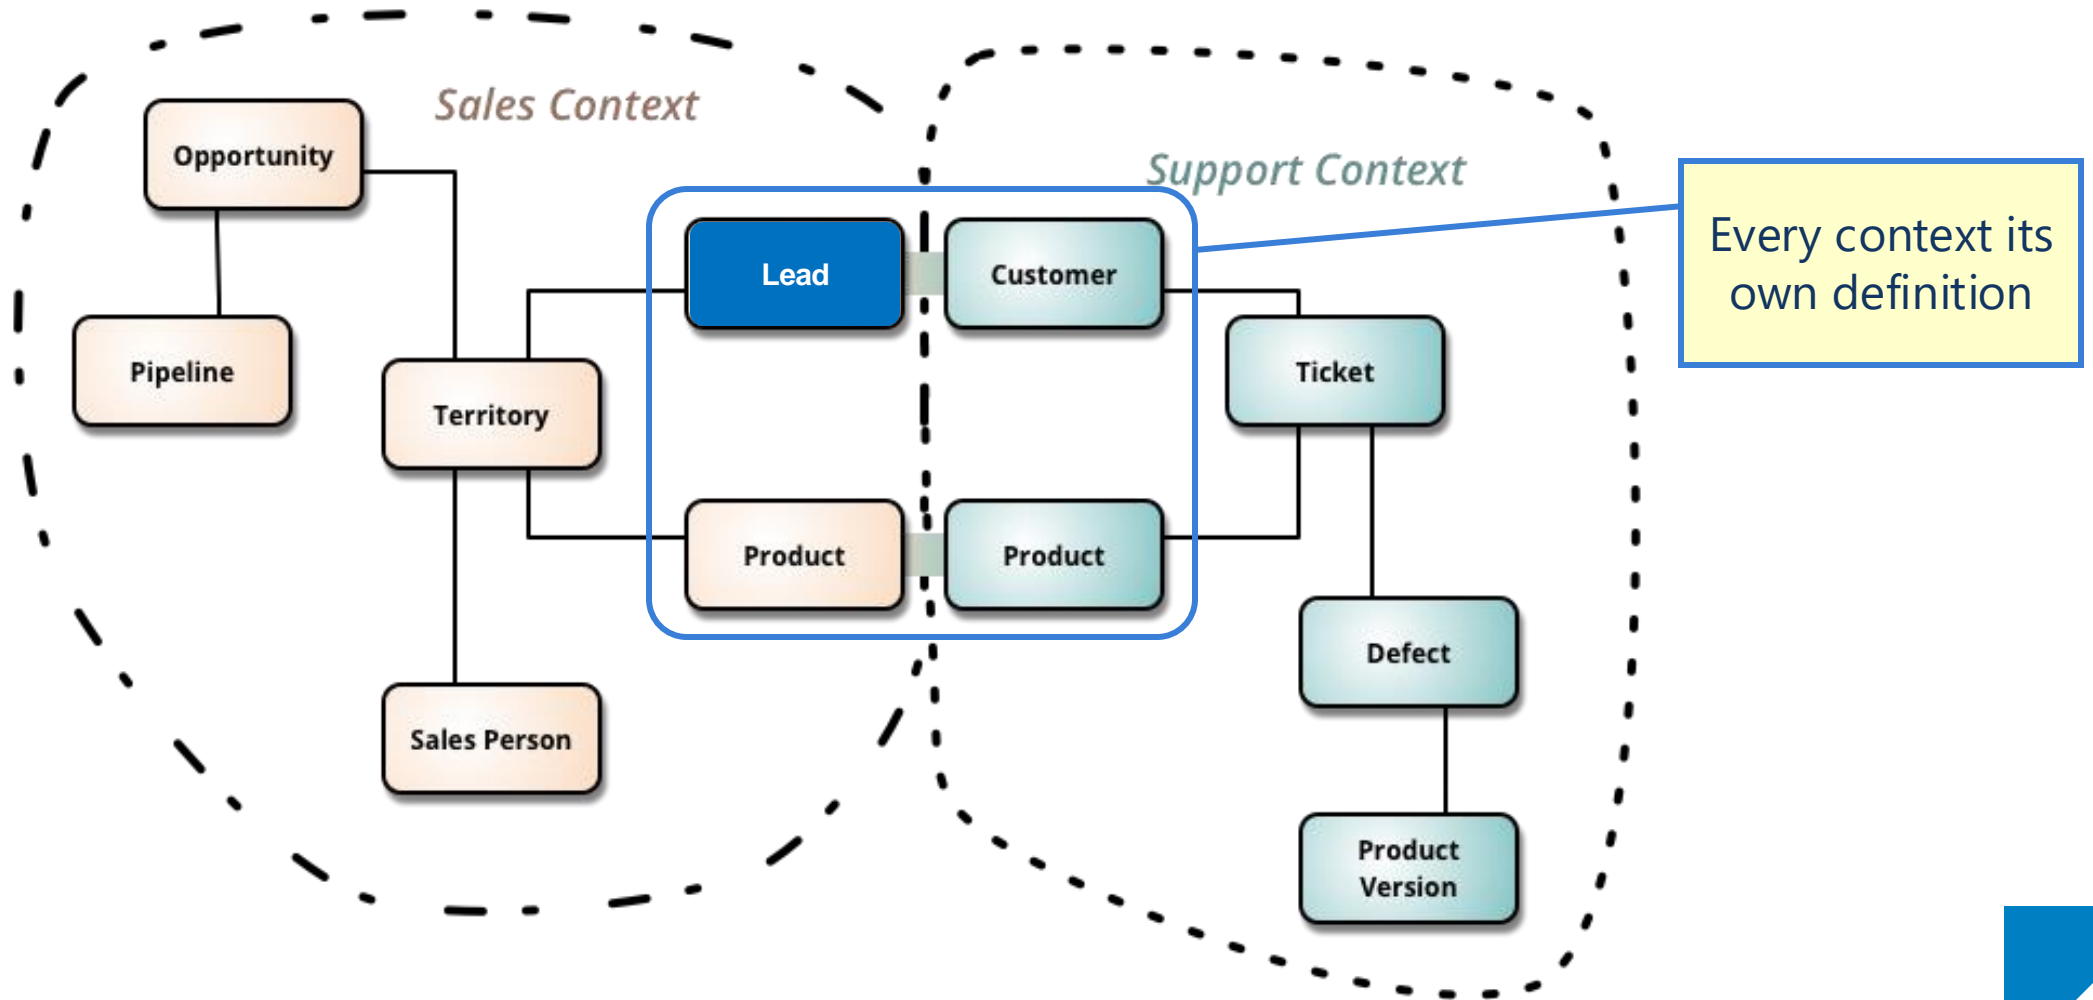 Sales Context
Opportunity
Support Context
Every context its
own definition
Lead
Customer
Pipeline
Ticket
Territory
Product
Product
Defect
Sales Person
Product
Version